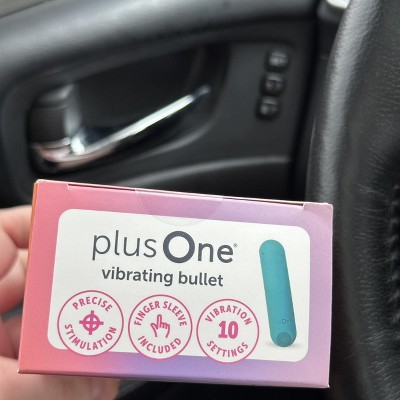 plusOne®
vibrating bullet
PRECISE
STIMULATION
FINGER SLEEVE
INCLUDED
VIBRATION
10
SETTINGS